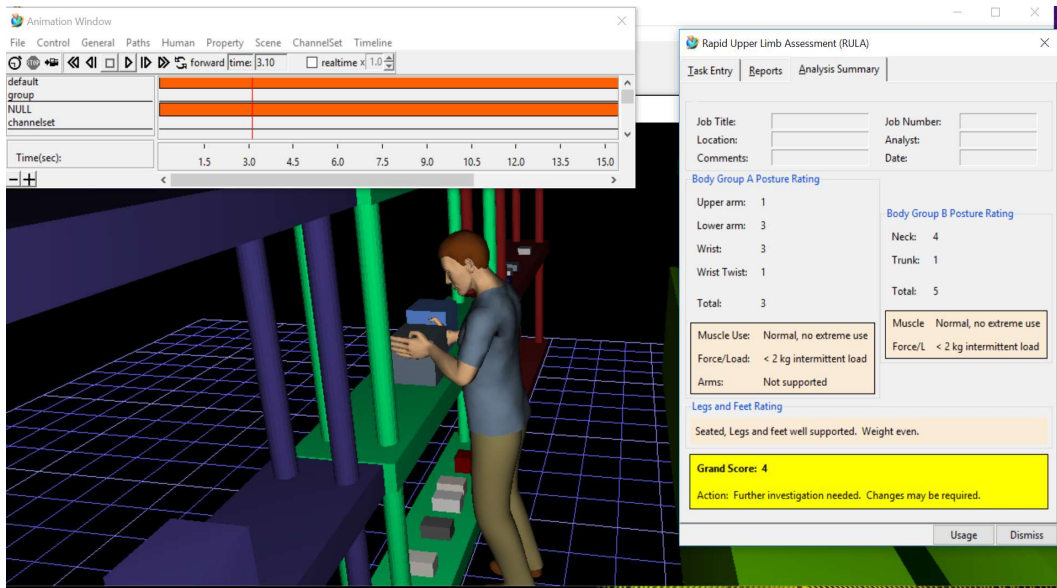 Animation Window
File Control General Paths Human Property Scene ChannelSet Timeline
forward time: 3.10 realtime x 1.0
default
group
NULL
channelset
Time(sec): 1.5 3.0 4.5 6.0 7.5 9.0 10.5 12.0 13.5 15.0
Rapid Upper Limb Assessment (RULA)
Task Entry Reports Analysis Summary
Job Title: Job Number:
Location: Analyst:
Comments: Date:
Body Group A Posture Rating
Upper arm: 1
Lower arm: 3
Wrist: 3
Wrist Twist: 1
Total: 3
Muscle Use: Normal, no extreme use
Force/Load: < 2 kg intermittent load
Arms: Not supported
Body Group B Posture Rating
Neck: 4
Trunk: 1
Total: 5
Muscle Normal, no extreme use
Force/L < 2 kg intermittent load
Legs and Feet Rating
Seated, Legs and feet well supported. Weight even.
Grand Score: 4
Action: Further investigation needed. Changes may be required.
Usage Dismiss